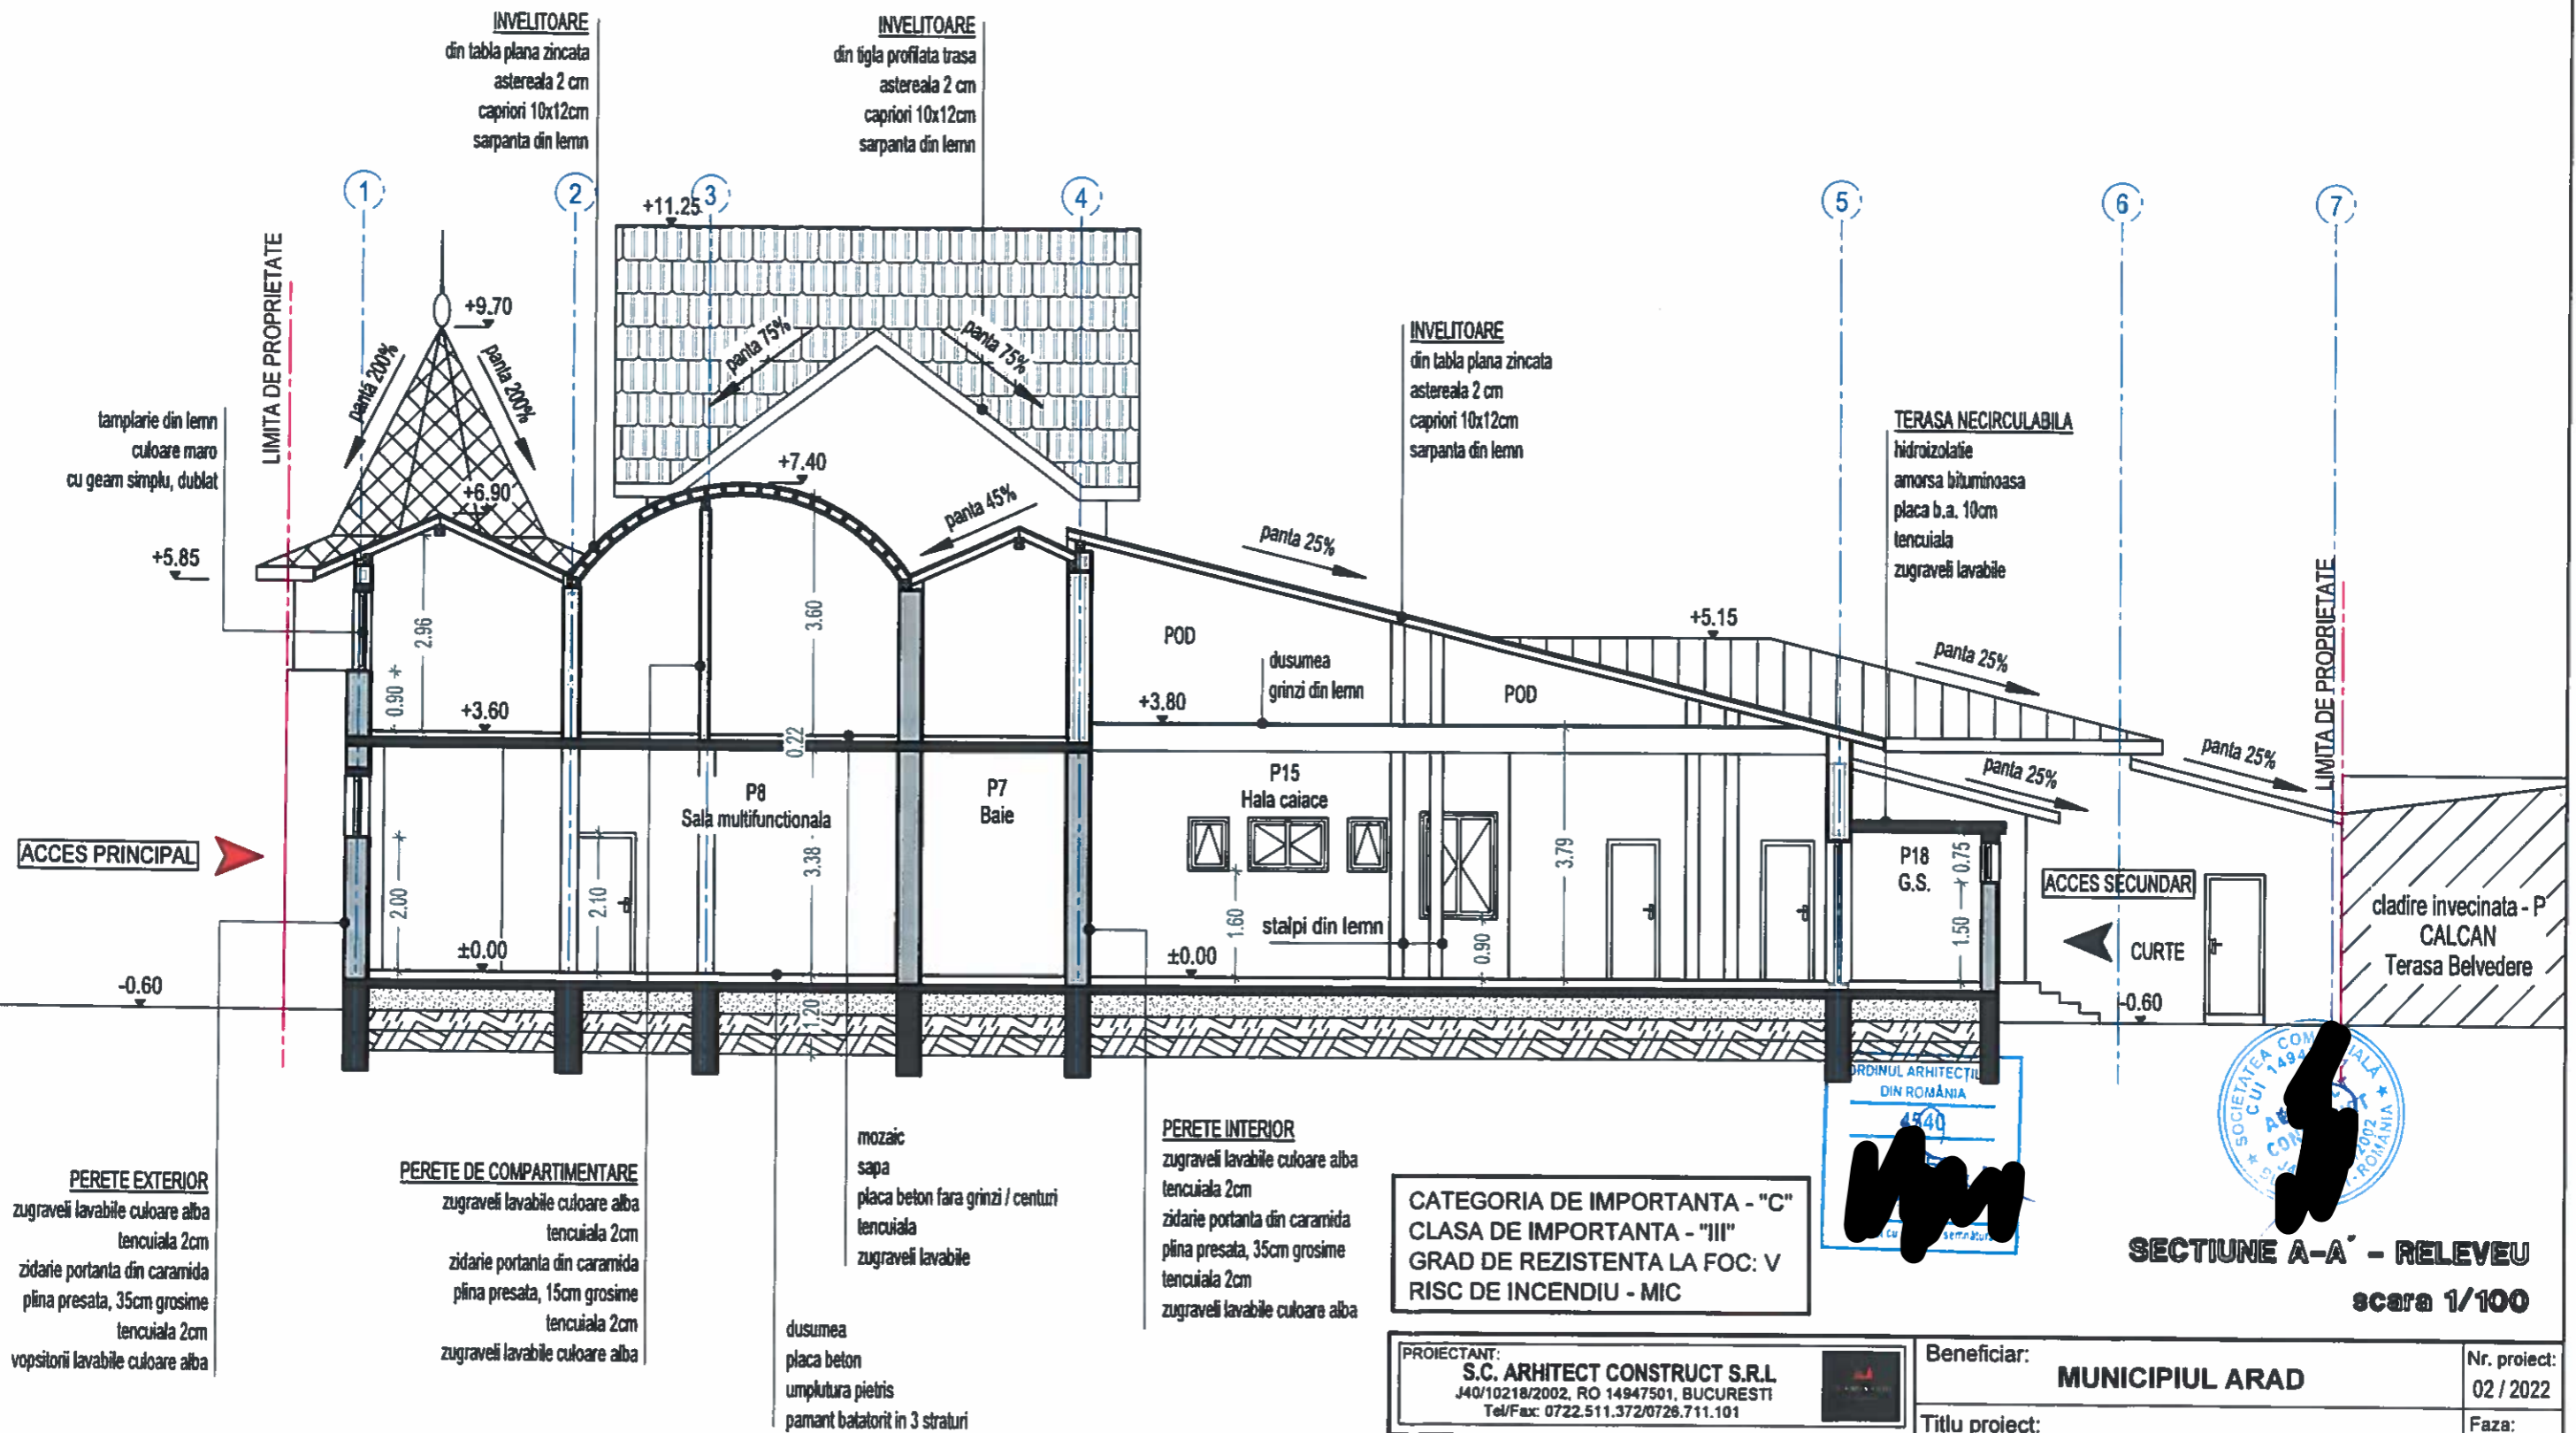 INVELITOARE
din tabla plana zincata
astereala 2 cm
capriori 10x12cm
sarpanta din lemn
INVELITOARE
din tigla profilata trasa
astereala 2 cm
capriori 10x12cm
sarpanta din lemn
1
2
3
4
5
6
7
+11.25
LIMITA DE PROPRIETATE
+9.70
panta 200%
panta 200%
panta 75%
panta 75%
INVELITOARE
din tabla plana zincata
astereala 2 cm
capriori 10x12cm
sarpanta din lemn
tamplarie din lemn
culoare maro
cu geam simplu, dublat
TERASA NECIRCULABILA
hidroizolatie
amorsa bituminoasa
placa b.a. 10cm
tencuiala
zugraveli lavabile
+7.40
+6.90
panta 45%
panta 25%
+5.85
LIMITA DE PROPRIETATE
2.96
3.60
+5.15
POD
panta 25%
dusumea
grinzi din lemn
POD
0.90
+3.60
+3.80
0.22
panta 25%
panta 25%
P8
Sala multifunctionala
P7
Baie
P15
Hala caiace
ACCES PRINCIPAL
2.00
2.10
3.38
3.79
P18
G.S.
0.75
ACCES SECUNDAR
1.60
stalpi din lemn
0.90
1.50
CURTE
cladire invecinata - P
CALCAN
Terasa Belvedere
±0.00
±0.00
-0.60
-0.60
1.20
ORDINUL ARHITECTIL
DIN ROMÂNIA
4540
semnătura
SOCIETATEA COM IALĂ
CUI 1494
2002
ROMÂNIA
PERETE EXTERIOR
zugraveli lavabile culoare alba
tencuiala 2cm
zidarie portanta din caramida
plina presata, 35cm grosime
tencuiala 2cm
vopsitorii lavabile culoare alba
PERETE DE COMPARTIMENTARE
zugraveli lavabile culoare alba
tencuiala 2cm
zidarie portanta din caramida
plina presata, 15cm grosime
tencuiala 2cm
zugraveli lavabile culoare alba
mozaic
sapa
placa beton fara grinzi / centuri
tencuiala
zugraveli lavabile
dusumea
placa beton
umplutura pietris
pamant batatorit in 3 straturi
PERETE INTERIOR
zugraveli lavabile culoare alba
tencuiala 2cm
zidarie portanta din caramida
plina presata, 35cm grosime
tencuiala 2cm
zugraveli lavabile culoare alba
CATEGORIA DE IMPORTANTA - "C"
CLASA DE IMPORTANTA - "III"
GRAD DE REZISTENTA LA FOC: V
RISC DE INCENDIU - MIC
SECTIUNE A-A´ - RELEVEU
scara 1/100
PROIECTANT:
S.C. ARHITECT CONSTRUCT S.R.L
J40/10218/2002, RO 14947501, BUCURESTI
Tel/Fax: 0722.511.372/0726.711.101
Beneficiar:
MUNICIPIUL ARAD
Nr. proiect:
02 / 2022
Titlu proiect:
Faza: